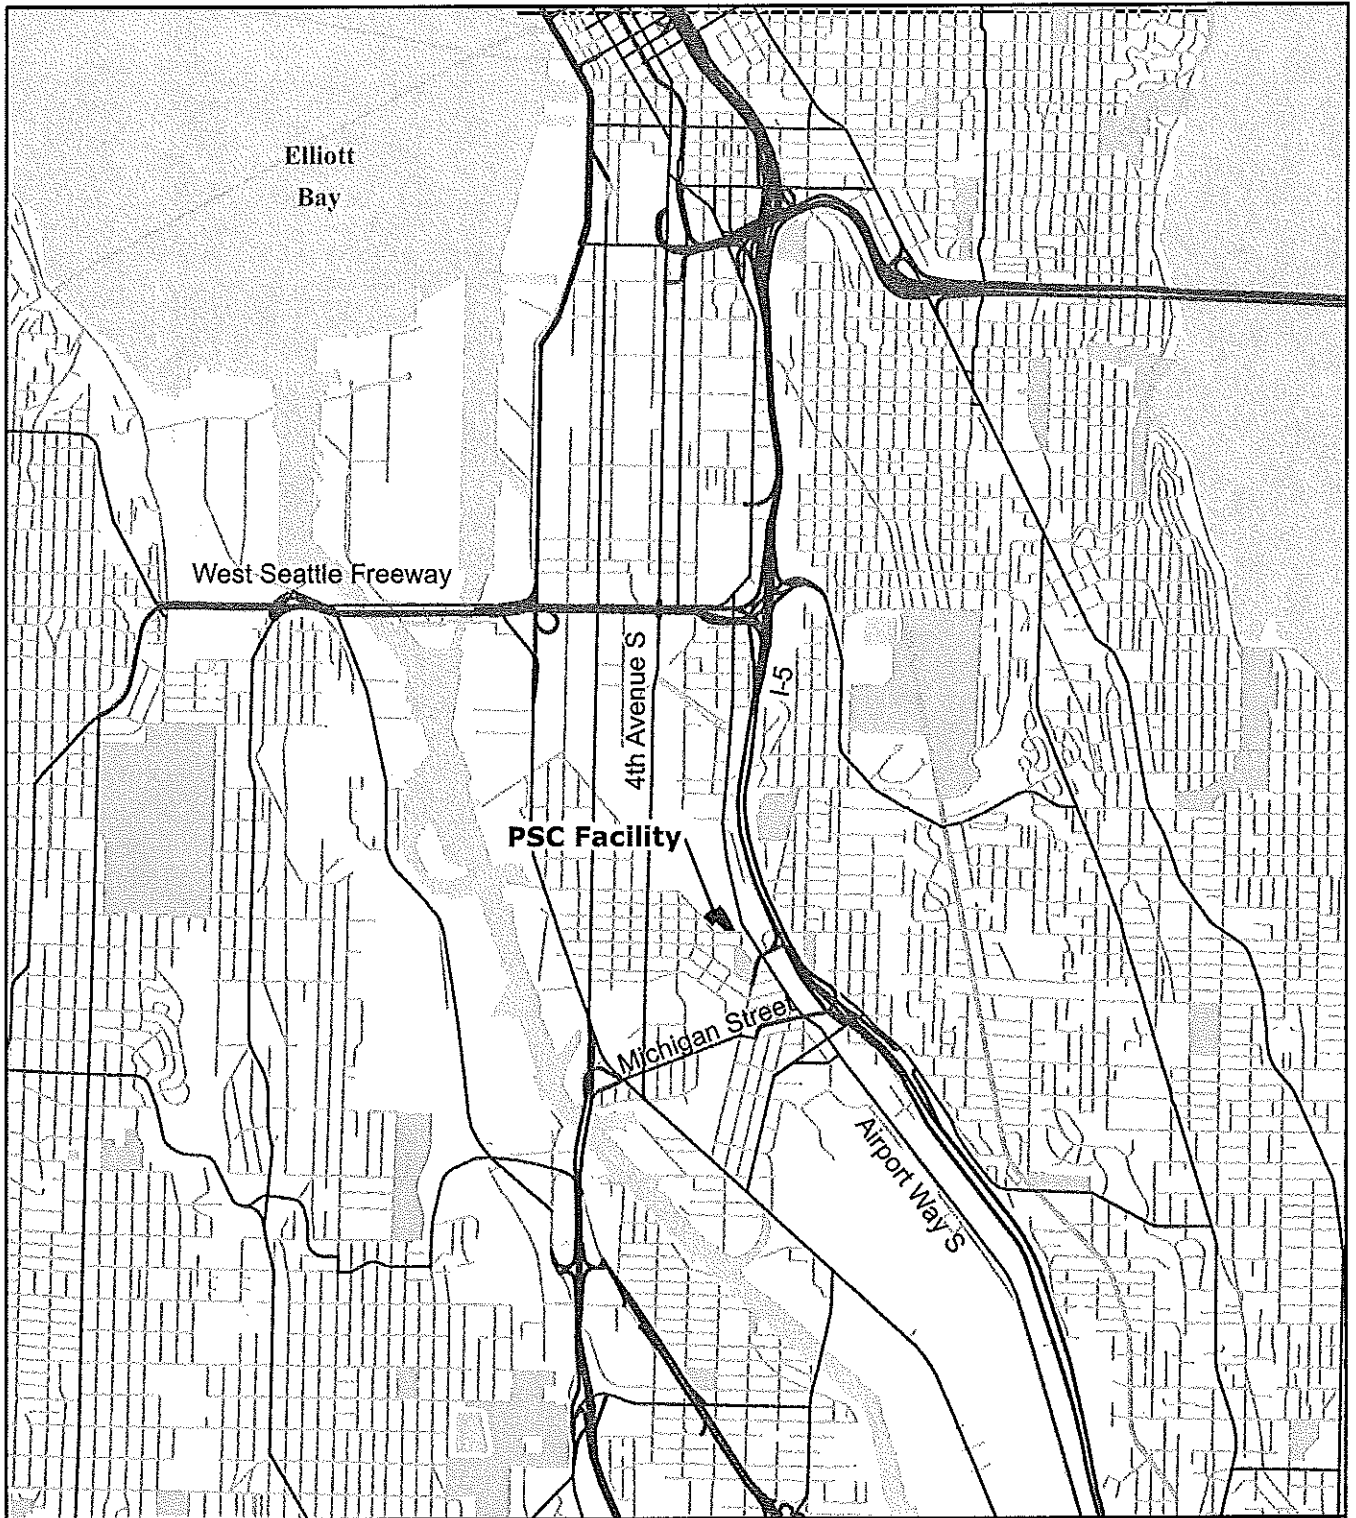 Elliott
Bay
West Seattle Freeway
4th Avenue S
I-5
PSC Facility
Michigan Street
Airport Way S